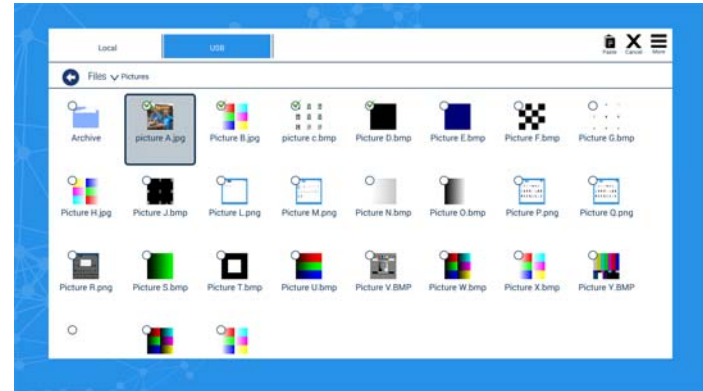 Local
USB
Paste
Cancel
More
Files
Pictures
Archive
picture A.jpg
Picture B.jpg
picture c.bmp
Picture D.bmp
Picture E.bmp
Picture F.bmp
Picture G.bmp
Picture H.jpg
Picture J.bmp
Picture L.png
Picture M.png
Picture N.bmp
Picture O.bmp
Picture P.png
Picture Q.png
Picture R.png
Picture S.bmp
Picture T.bmp
Picture U.bmp
Picture V.BMP
Picture W.bmp
Picture X.bmp
Picture Y.BMP